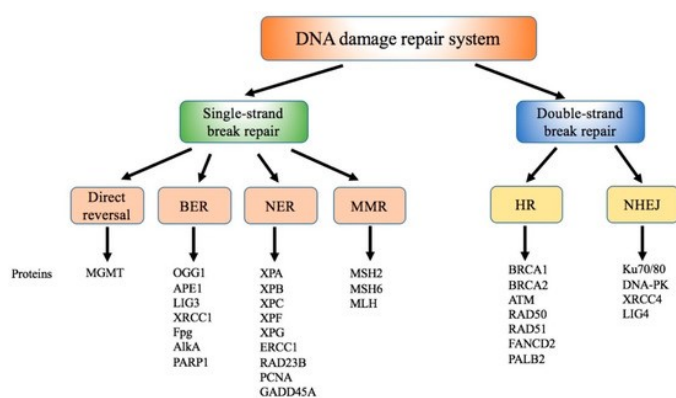 DNA damage repair system
Single-strand
break repair
Double-strand
break repair
Direct
reversal
BER
NER
MMR
HR
NHEJ
Proteins
MGMT
OGG1
APE1
LIG3
XRCC1
Fpg
AlkA
PARP1
XPA
XPB
XPC
XPF
XPG
ERCC1
RAD23B
PCNA
GADD45A
MSH2
MSH6
MLH
BRCA1
BRCA2
ATM
RAD50
RAD51
FANCD2
PALB2
Ku70/80
DNA-PK
XRCC4
LIG4